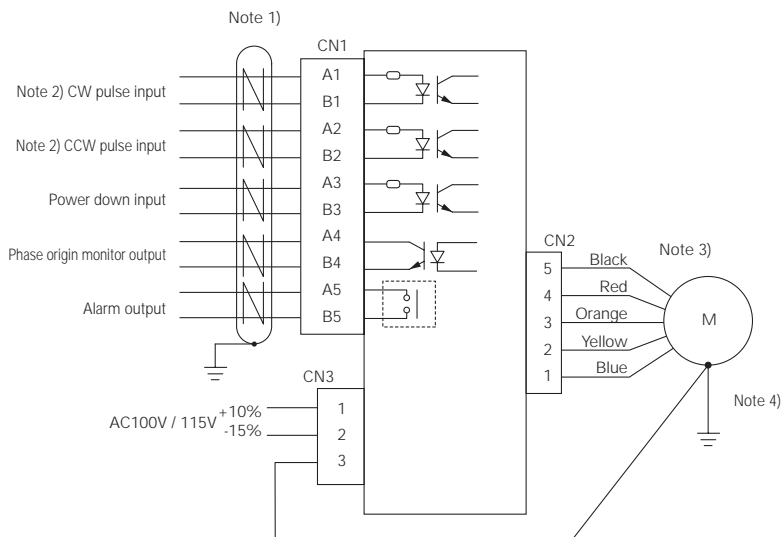 Note 1)
CN1
Note 2) CW pulse input
A1
B1
Note 2) CCW pulse input
A2
B2
Power down input
A3
B3
Phase origin monitor output
A4
B4
Alarm output
A5
B5
CN2
Note 3)
5 Black
4 Red
3 Orange
2 Yellow
1 Blue
M
Note 4)
CN3
AC100V / 115V +10%
-15%
1
2
3